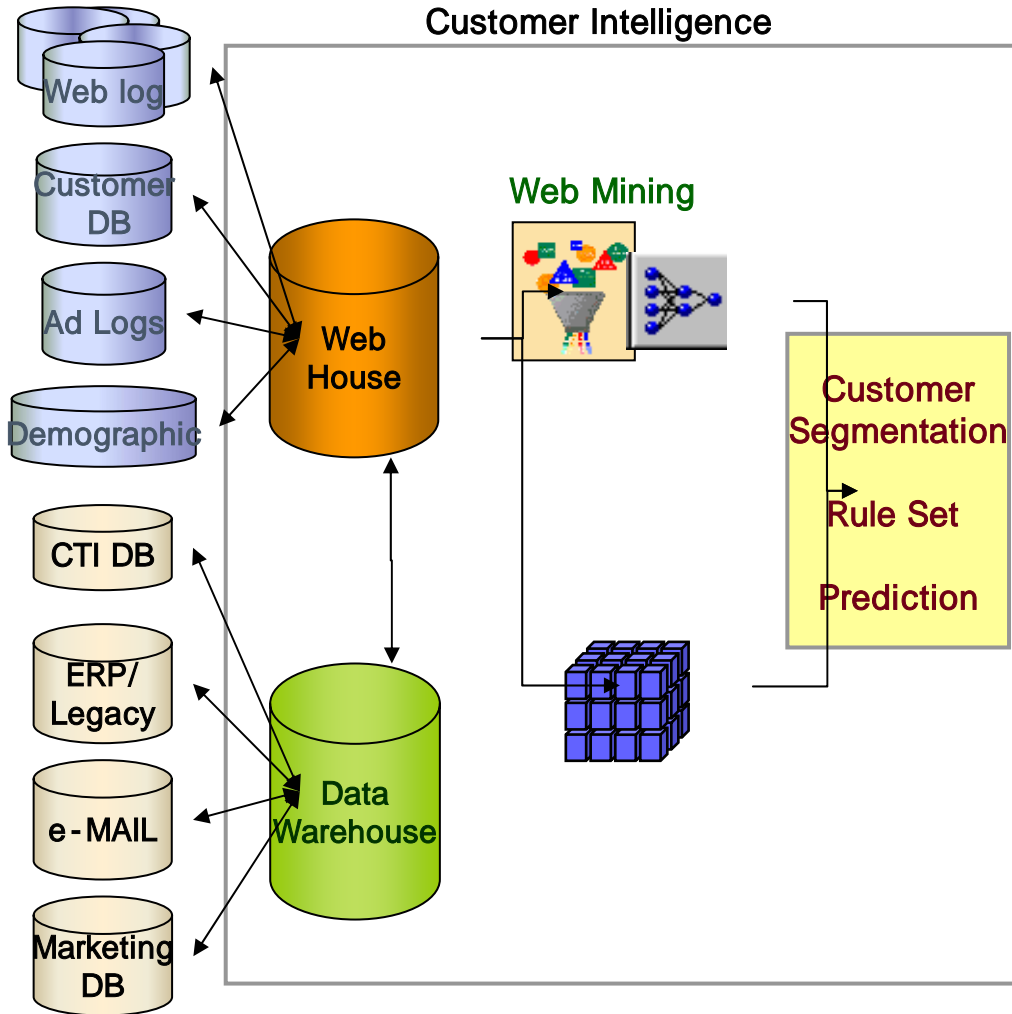 Customer Intelligence
Web log
Customer
DB
Ad Logs
Demographic
CTI DB
ERP/
Legacy
e-MAIL
Marketing
DB
Web
House
Data
Warehouse
Web Mining
Customer
Segmentation
Rule Set
Prediction